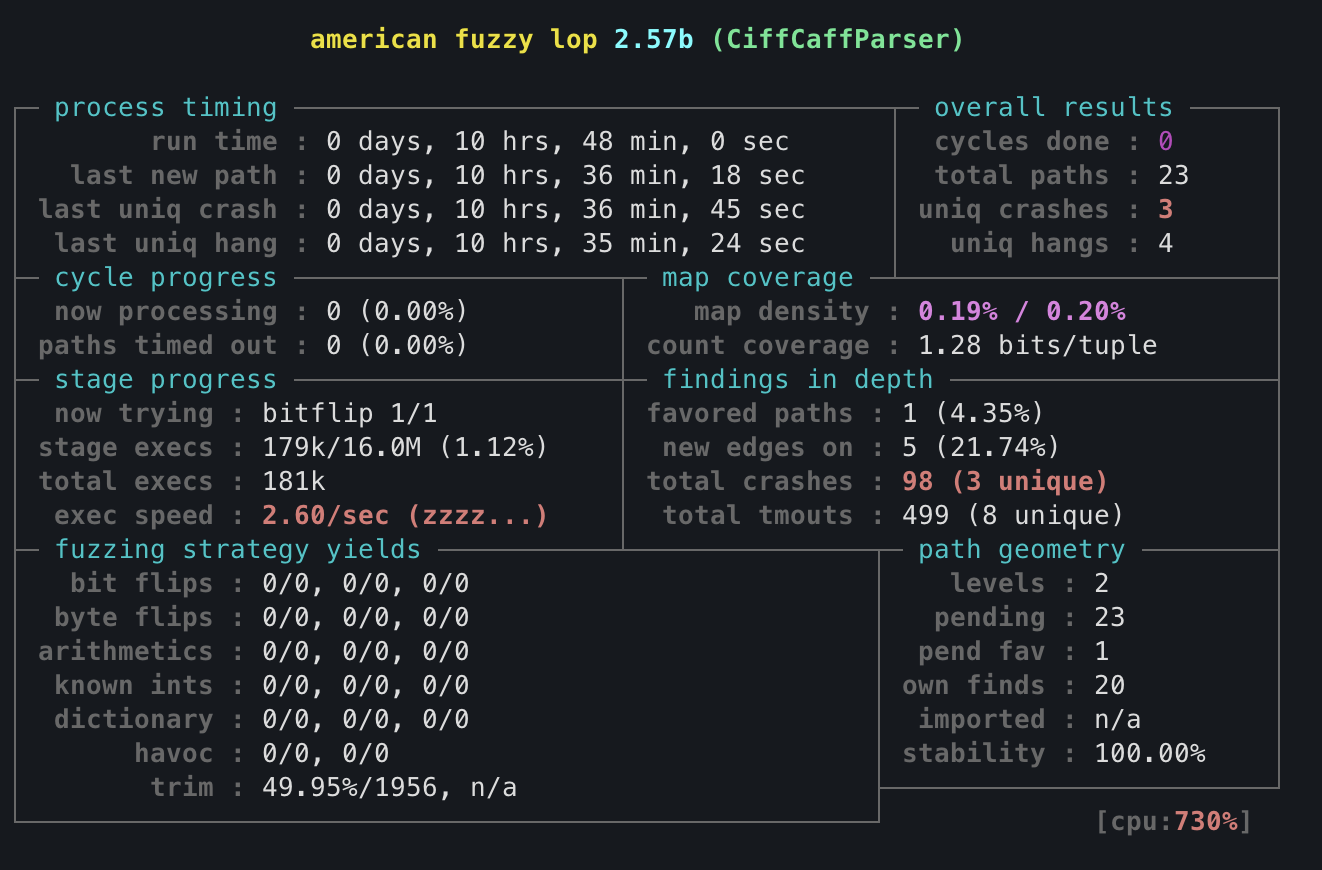 american fuzzy lop 2.57b (CiffCaffParser)
process timing overall results
run time : 0 days, 10 hrs, 48 min, 0 sec cycles done : 0
last new path : 0 days, 10 hrs, 36 min, 18 sec total paths : 23
last uniq crash : 0 days, 10 hrs, 36 min, 45 sec uniq crashes : 3
last uniq hang : 0 days, 10 hrs, 35 min, 24 sec uniq hangs : 4
cycle progress map coverage
now processing : 0 (0.00%) map density : 0.19% / 0.20%
paths timed out : 0 (0.00%) count coverage : 1.28 bits/tuple
stage progress findings in depth
now trying : bitflip 1/1 favored paths : 1 (4.35%)
stage execs : 179k/16.0M (1.12%) new edges on : 5 (21.74%)
total execs : 181k total crashes : 98 (3 unique)
exec speed : 2.60/sec (zzzz...) total tmouts : 499 (8 unique)
fuzzing strategy yields path geometry
bit flips : 0/0, 0/0, 0/0 levels : 2
byte flips : 0/0, 0/0, 0/0 pending : 23
arithmetics : 0/0, 0/0, 0/0 pend fav : 1
known ints : 0/0, 0/0, 0/0 own finds : 20
dictionary : 0/0, 0/0, 0/0 imported : n/a
havoc : 0/0, 0/0 stability : 100.00%
trim : 49.95%/1956, n/a
[cpu:730%]